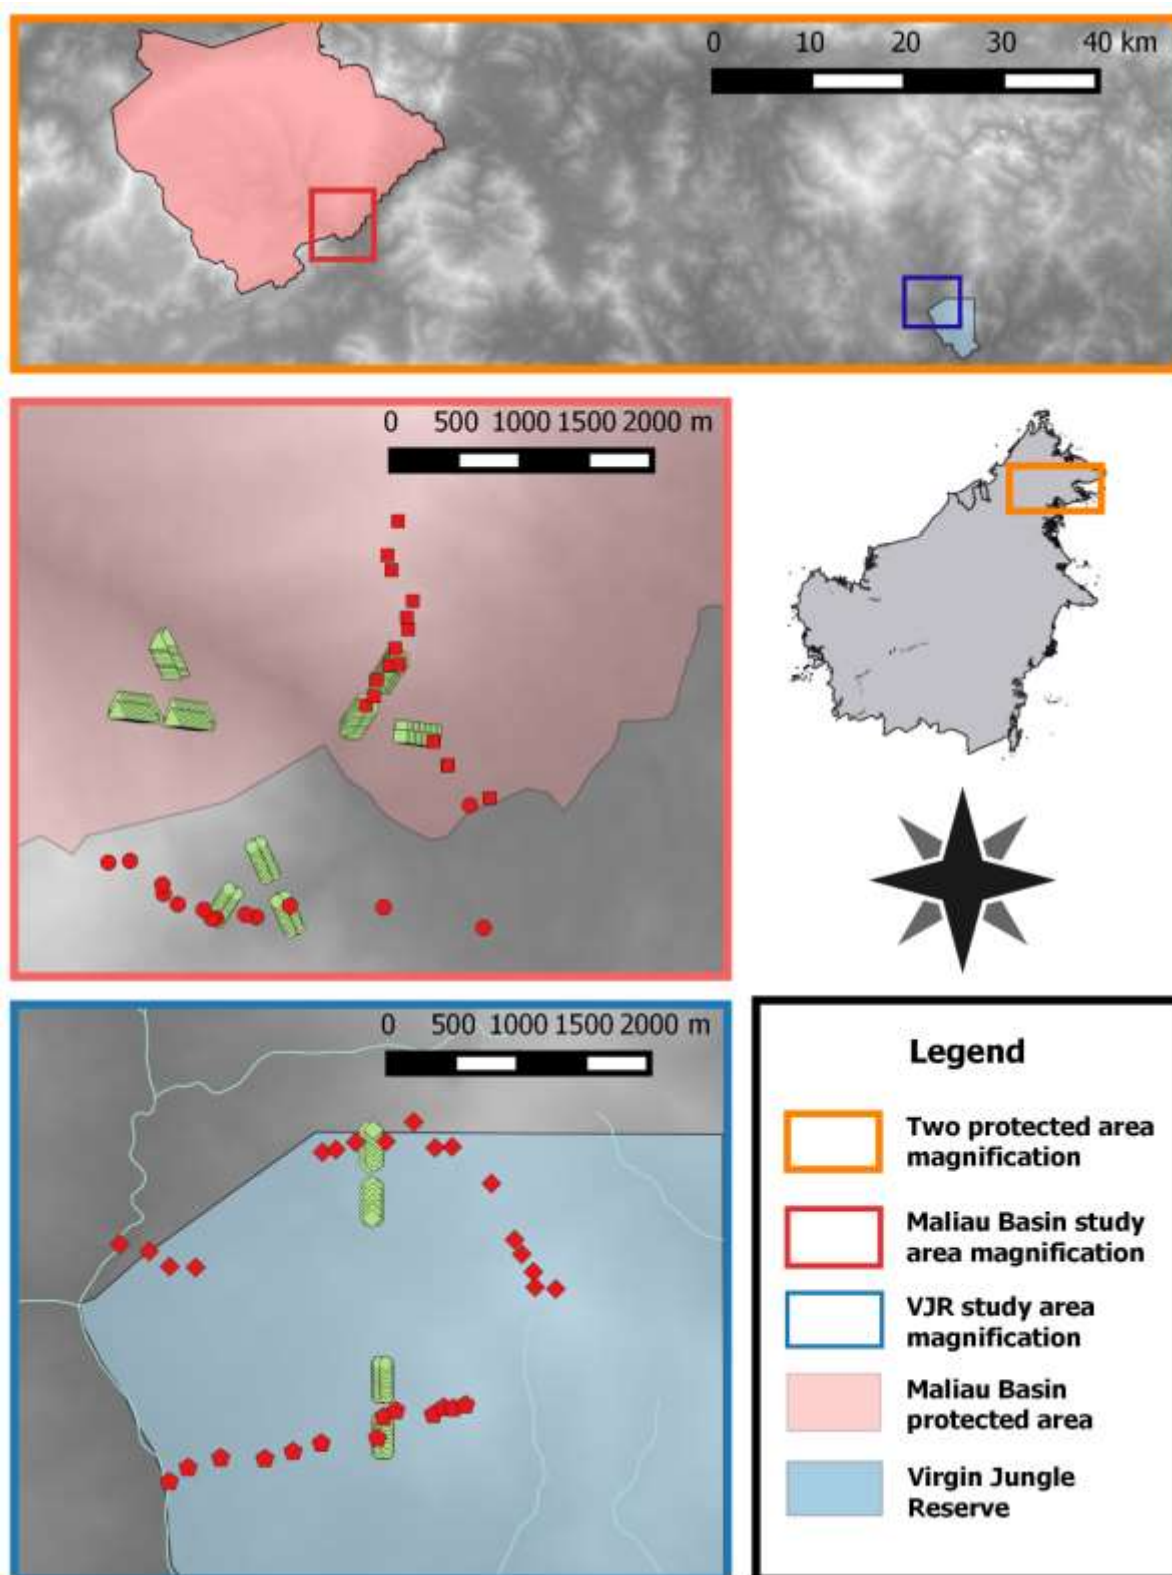 0 10 20 30 40 km
0 500 1000 1500 2000 m
0 500 1000 1500 2000 m
Legend
Two protected area
magnification
Maliau Basin study
area magnification
VJR study area
magnification
Maliau Basin
protected area
Virgin Jungle
Reserve